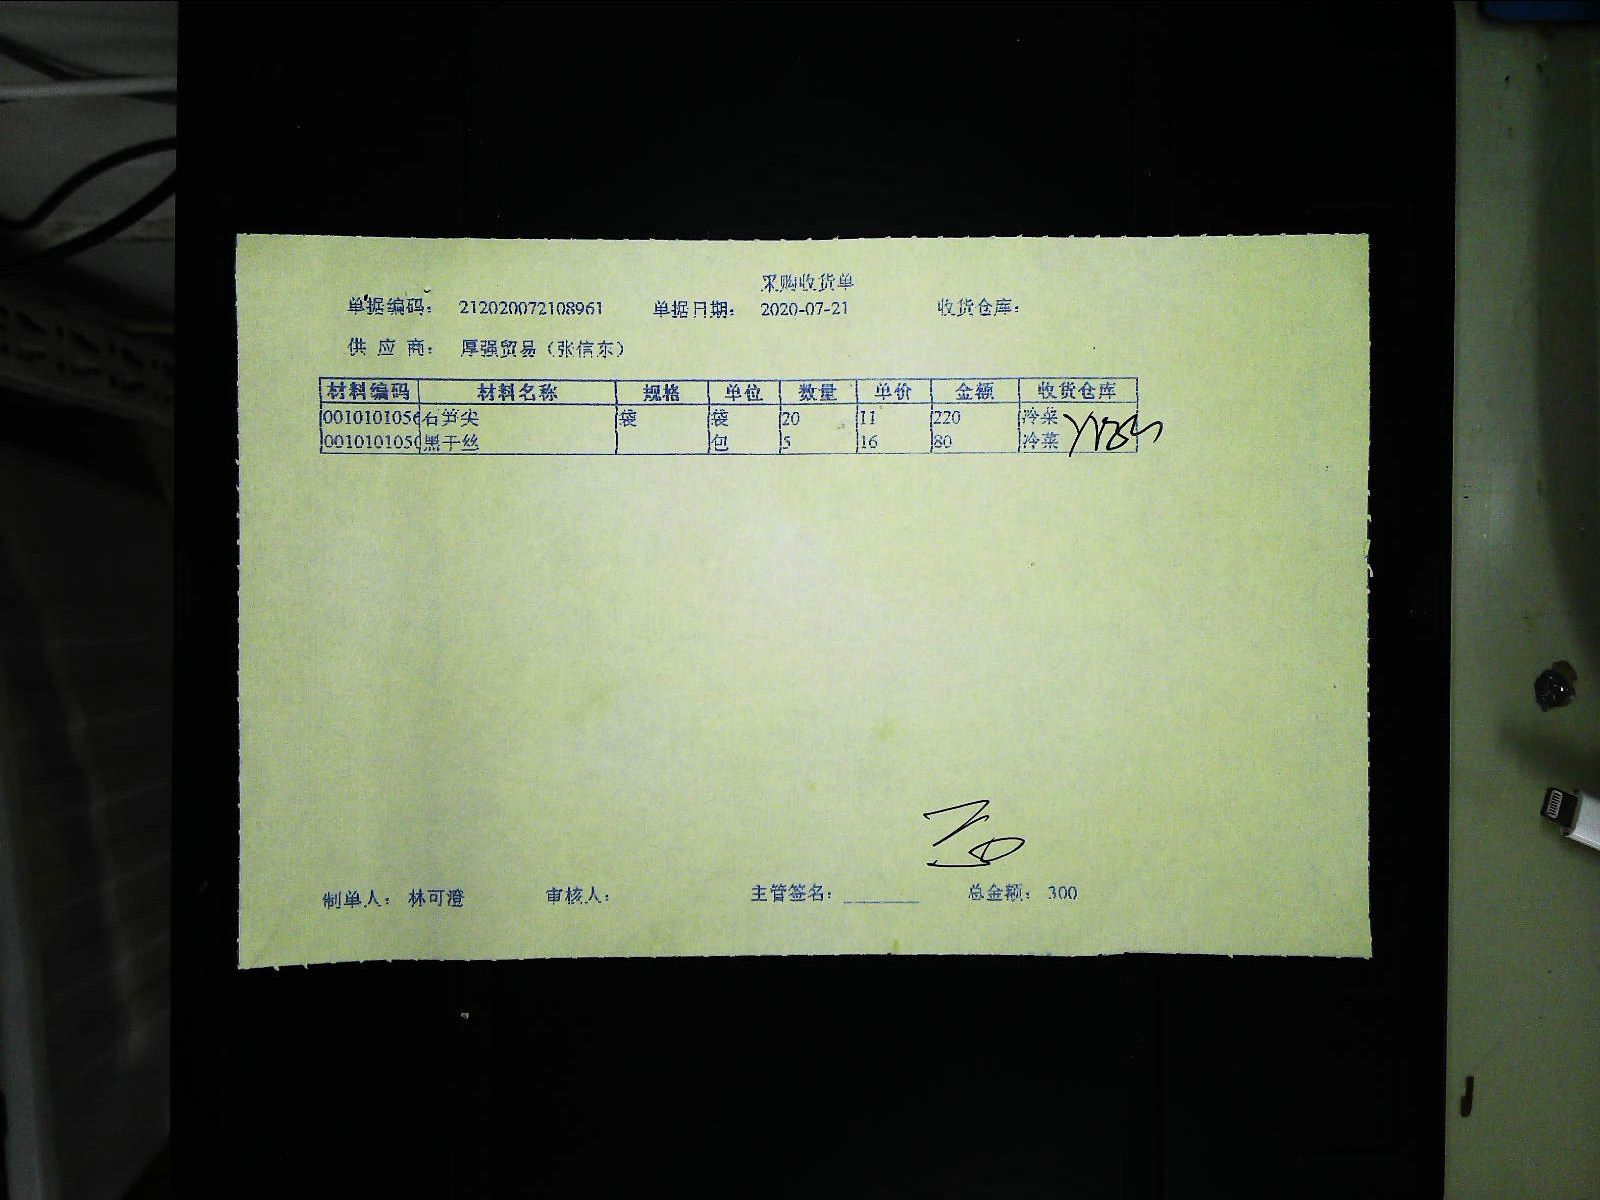 采购收货单
单据编码： 212020072108961 单据日期： 2020-07-21 收货仓库：
供 应 商： 厚强贸易（张信东）
材料编码 材料名称 规格 单位 数量 单价 金额 收货仓库
0010101056 石笋尖 袋 袋 20 11 220 冷菜
0010101050 黑干丝 包 5 16 80 冷菜
制单人： 林可澄 审核人： 主管签名：________ 总金额： 300